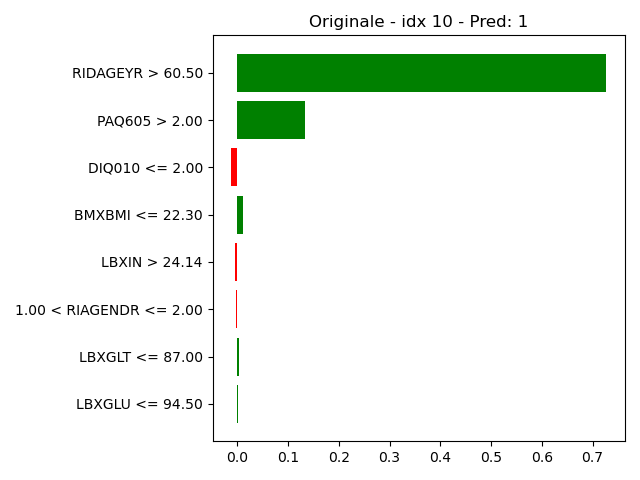 Originale - idx 10 - Pred: 1
RIDAGEYR > 60.50
PAQ605 > 2.00
DIQ010 <= 2.00
BMXBMI <= 22.30
LBXIN > 24.14
1.00 < RIAGENDR <= 2.00
LBXGLT <= 87.00
LBXGLU <= 94.50
0.0 0.1 0.2 0.3 0.4 0.5 0.6 0.7